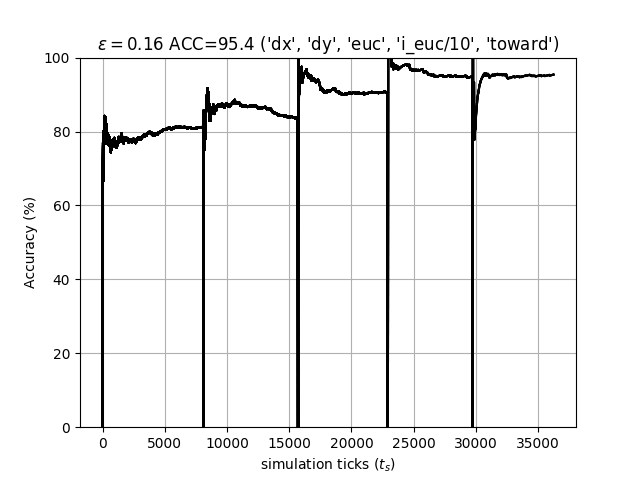 ε = 0.16 ACC=95.4 ('dx', 'dy', 'euc', 'i_euc/10', 'toward')
100
80
60
40
20
0
Accuracy (%)
0 5000 10000 15000 20000 25000 30000 35000
simulation ticks (tₛ)